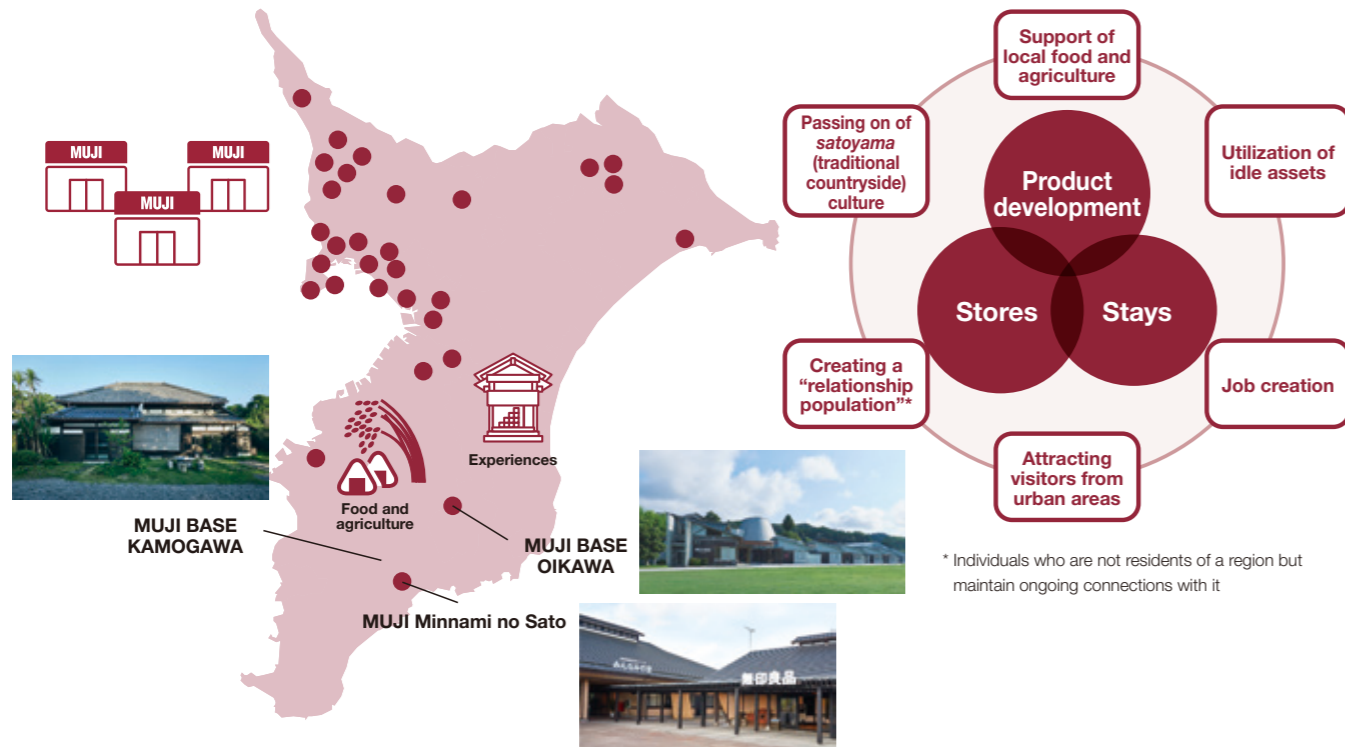 MUJI
MUJI
MUJI
Food and
agriculture
Experiences
MUJI BASE
KAMOGAWA
MUJI BASE
OIKAWA
MUJI Minnami no Sato
無印良品
Support of
local food and
agriculture
Passing on of
satoyama
(traditional
countryside)
culture
Utilization of
idle assets
Product
development
Stores
Stays
Creating a
“relationship
population”*
Job creation
Attracting
visitors from
urban areas
* Individuals who are not residents of a region but
maintain ongoing connections with it